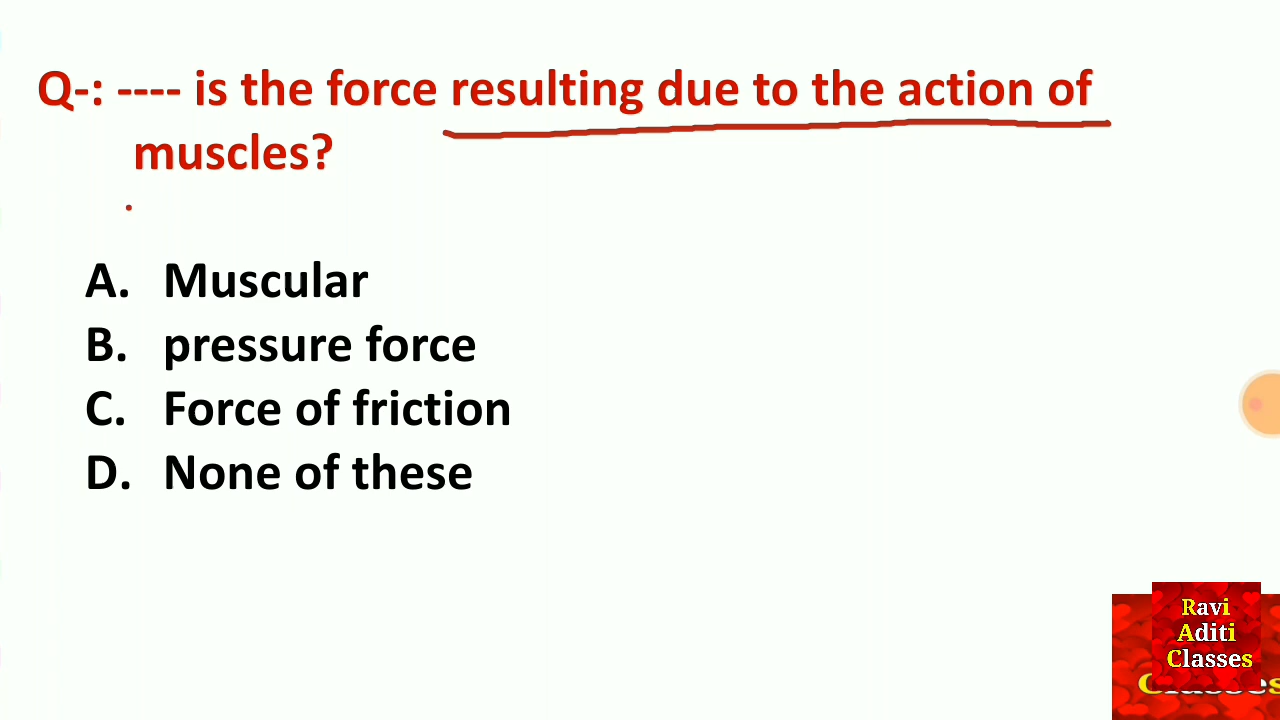 Q-: ---- is the force resulting due to the action of
muscles?
A. Muscular
B. pressure force
C. Force of friction
D. None of these
Ravi
Aditi
Classes
Classes